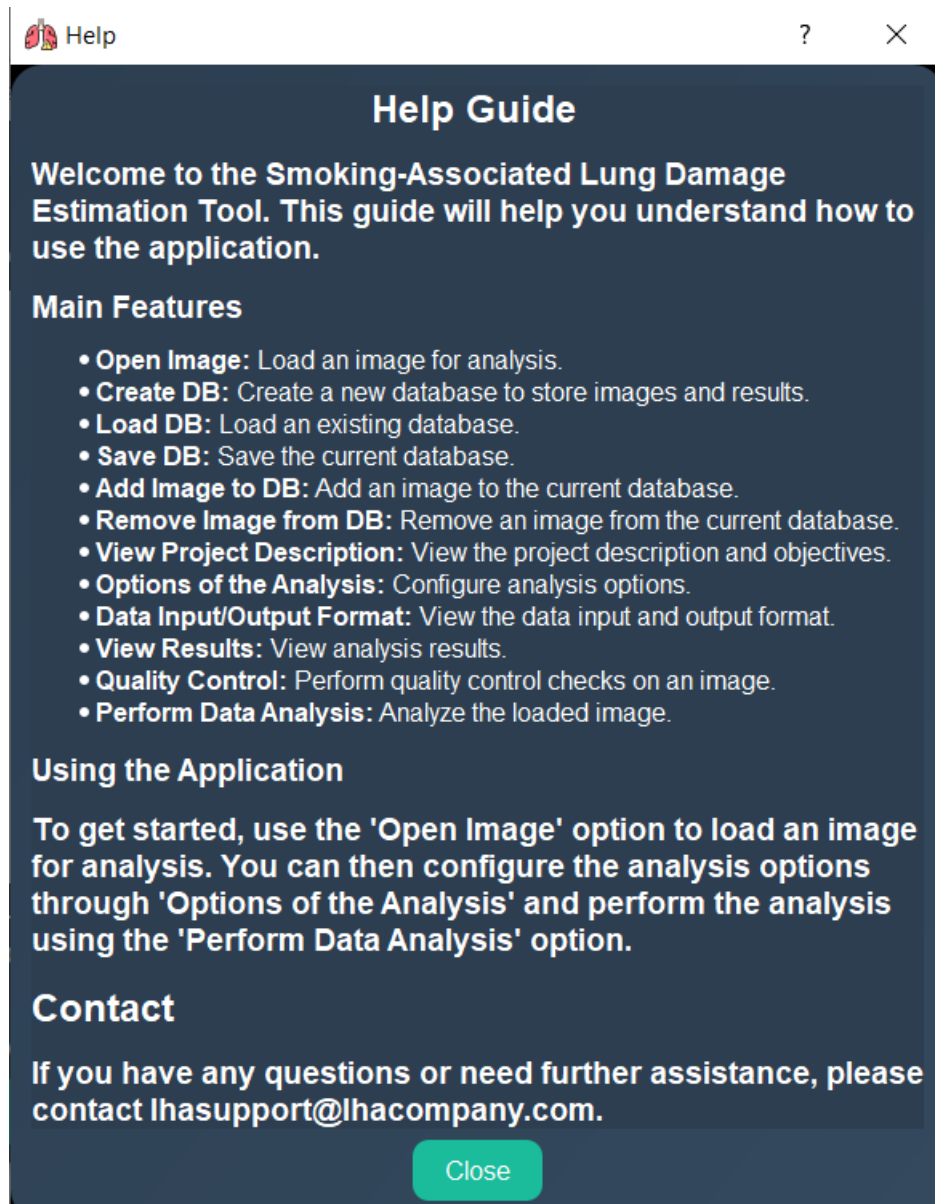 Help
?
Help Guide
Welcome to the Smoking-Associated Lung Damage
Estimation Tool. This guide will help you understand how to
use the application.
Main Features
• Open Image: Load an image for analysis.
• Create DB: Create a new database to store images and results.
• Load DB: Load an existing database.
• Save DB: Save the current database.
• Add Image to DB: Add an image to the current database.
• Remove Image from DB: Remove an image from the current database.
• View Project Description: View the project description and objectives.
• Options of the Analysis: Configure analysis options.
• Data Input/Output Format: View the data input and output format.
• View Results: View analysis results.
• Quality Control: Perform quality control checks on an image.
• Perform Data Analysis: Analyze the loaded image.
Using the Application
To get started, use the 'Open Image' option to load an image
for analysis. You can then configure the analysis options
through 'Options of the Analysis' and perform the analysis
using the 'Perform Data Analysis' option.
Contact
If you have any questions or need further assistance, please
contact lhasupport@lhacompany.com.
Close